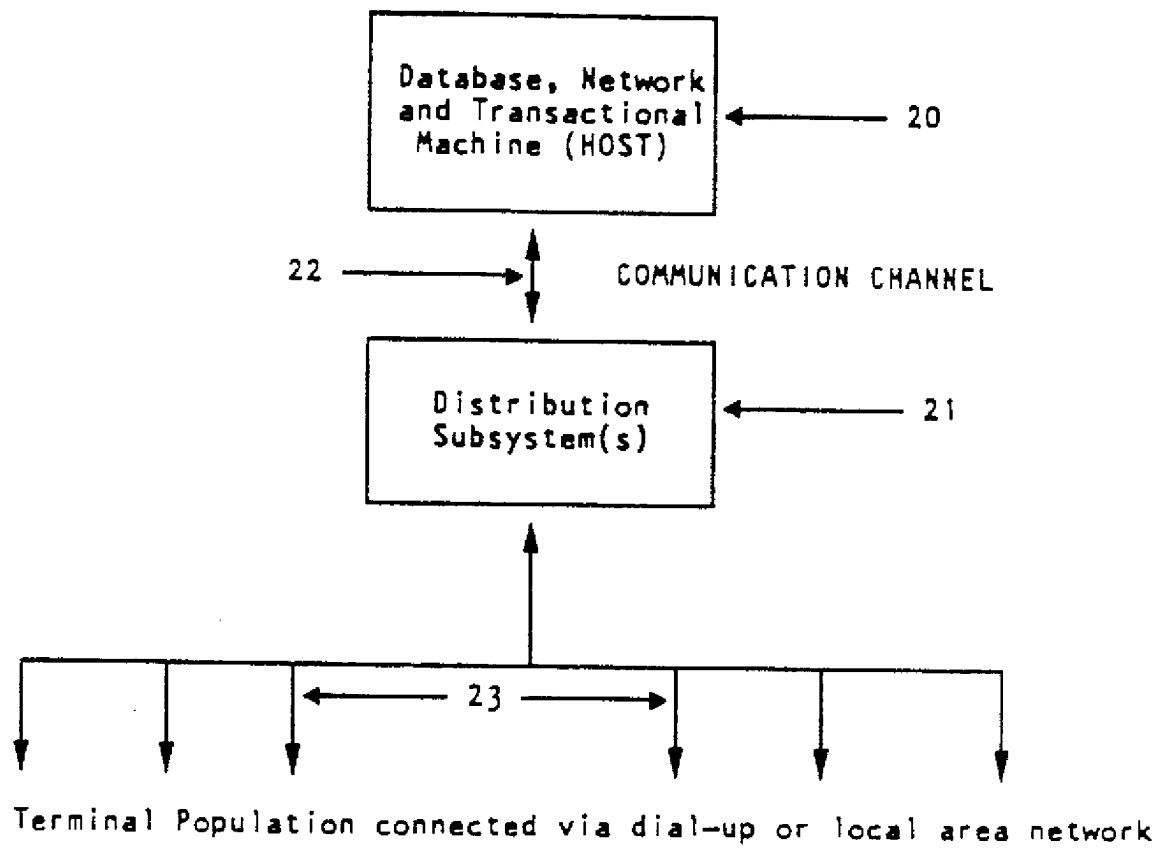 Database, Network
and Transactional
Machine (HOST)
20
22
COMMUNICATION CHANNEL
Distribution
Subsystem(s)
21
23
Terminal Population connected via dial-up or local area network